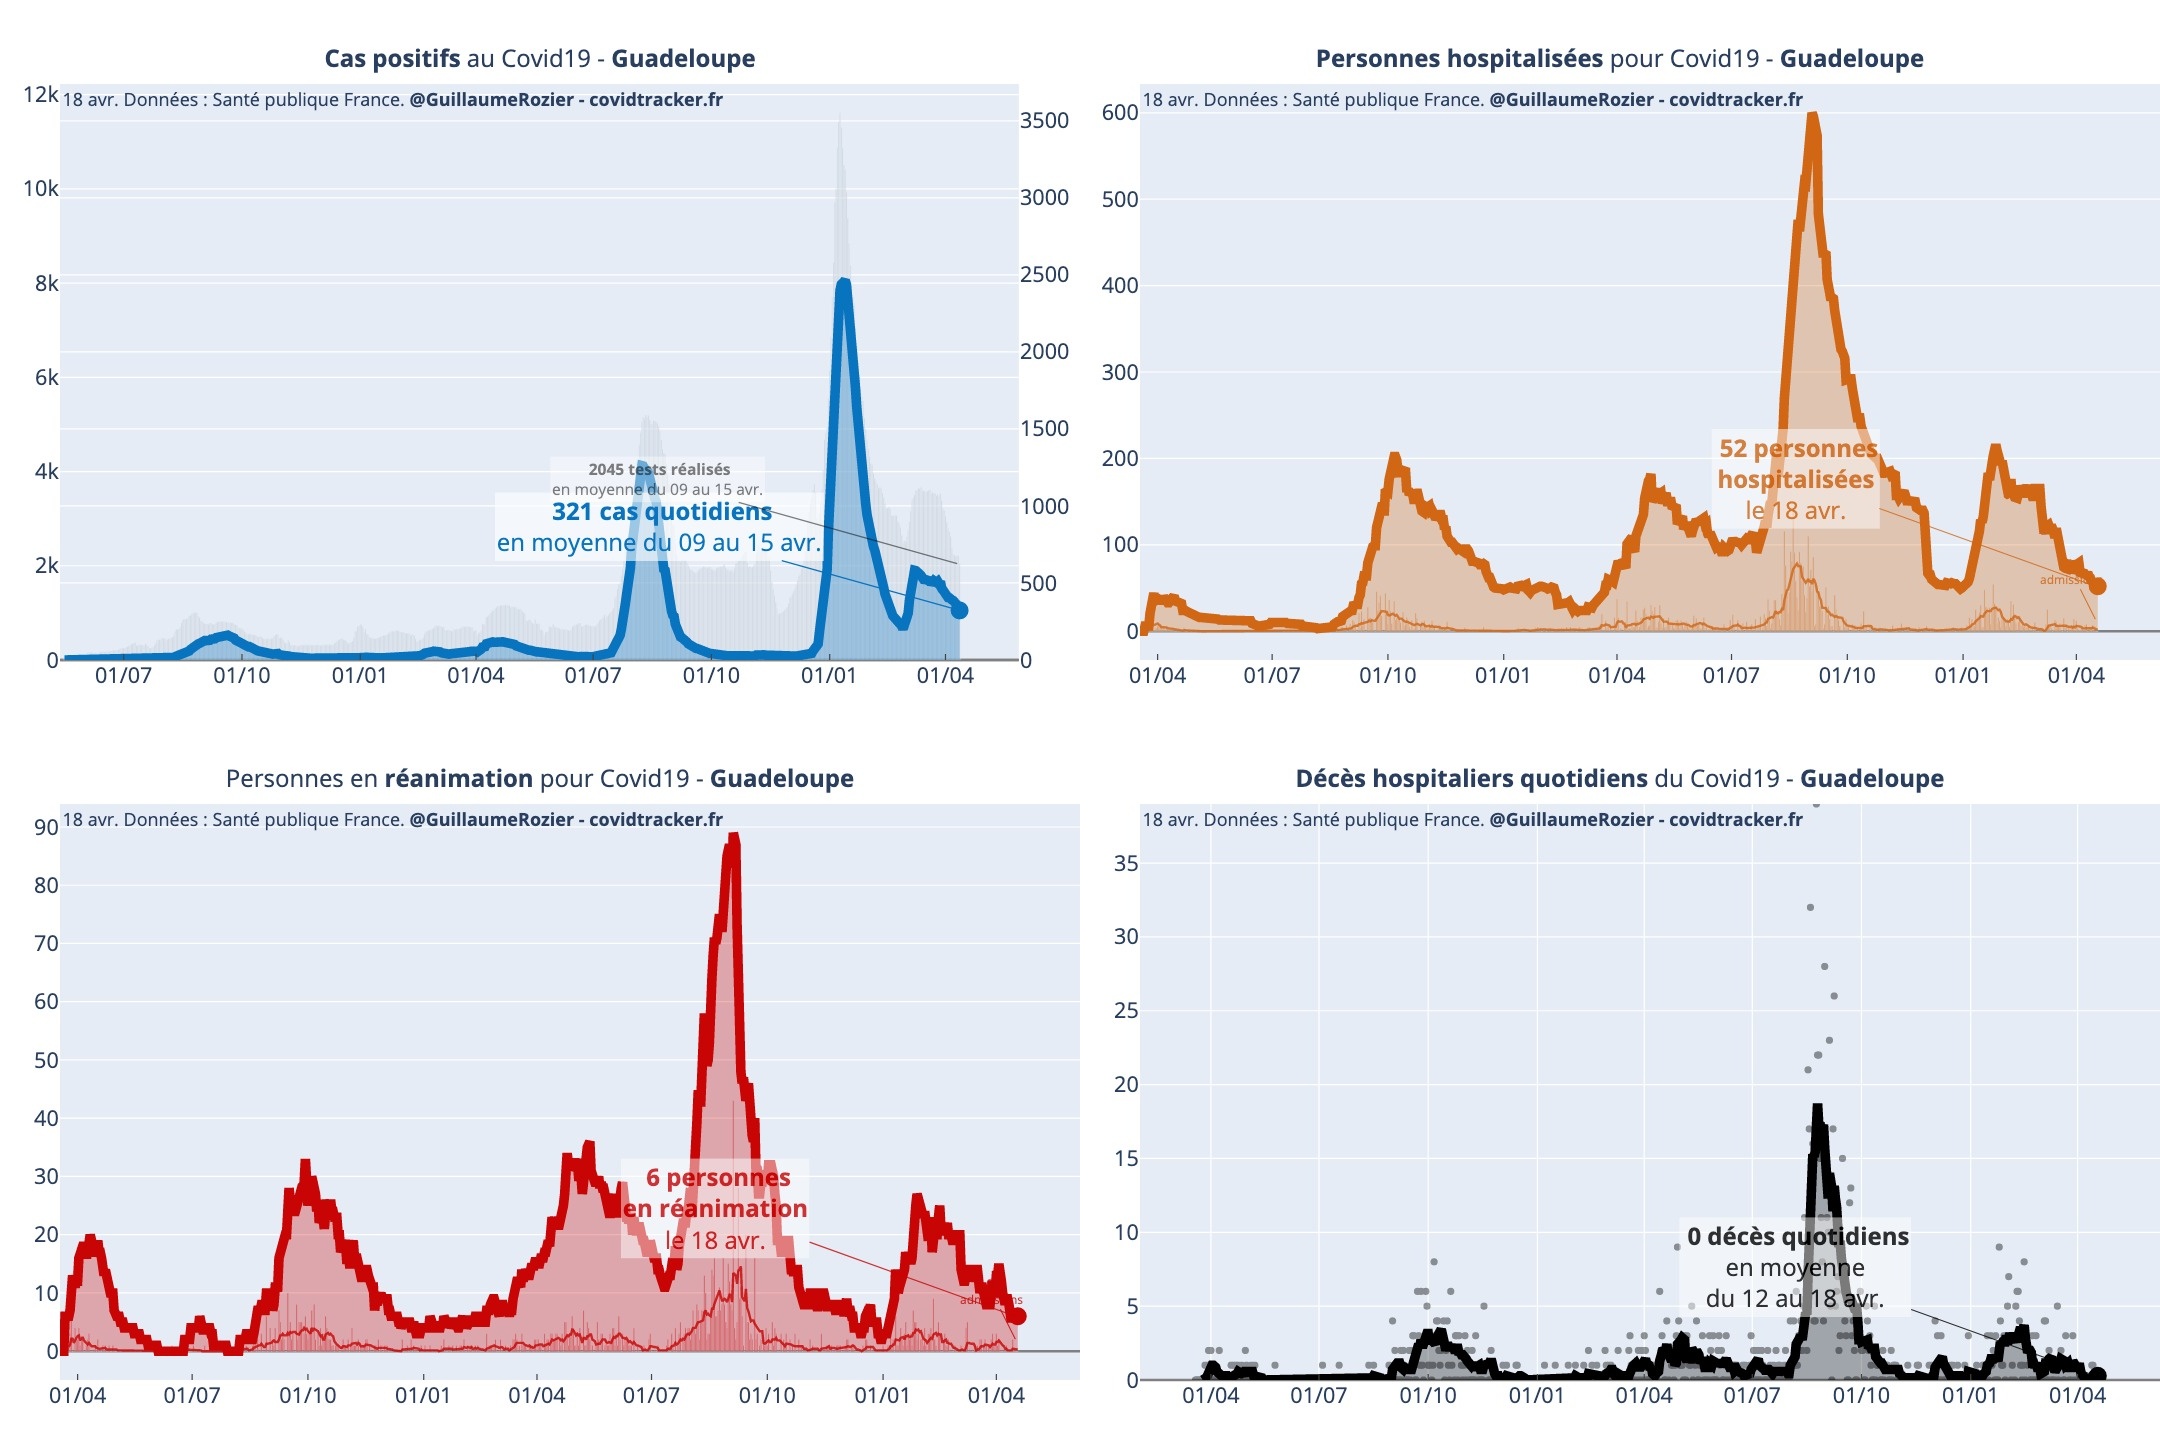 Cas positifs au Covid19 - Guadeloupe
18 avr. Données : Santé publique France. @GuillaumeRozier - covidtracker.fr
12k
10k
8k
6k
4k
2k
0
3500
3000
2500
2000
1500
1000
500
0
2045 tests réalisés
en moyenne du 09 au 15 avr.
321 cas quotidiens
en moyenne du 09 au 15 avr.
01/07 01/10 01/01 01/04 01/07 01/10 01/01 01/04
Personnes hospitalisées pour Covid19 - Guadeloupe
18 avr. Données : Santé publique France. @GuillaumeRozier - covidtracker.fr
600
500
400
300
200
100
0
52 personnes
hospitalisées
le 18 avr.
01/04 01/07 01/10 01/01 01/04 01/07 01/10 01/01 01/04
Personnes en réanimation pour Covid19 - Guadeloupe
18 avr. Données : Santé publique France. @GuillaumeRozier - covidtracker.fr
90
80
70
60
50
40
30
20
10
0
6 personnes
en réanimation
le 18 avr.
admissions
01/04 01/07 01/10 01/01 01/04 01/07 01/10 01/01 01/04
Décès hospitaliers quotidiens du Covid19 - Guadeloupe
18 avr. Données : Santé publique France. @GuillaumeRozier - covidtracker.fr
35
30
25
20
15
10
5
0
0 décès quotidiens
en moyenne
du 12 au 18 avr.
01/04 01/07 01/10 01/01 01/04 01/07 01/10 01/01 01/04